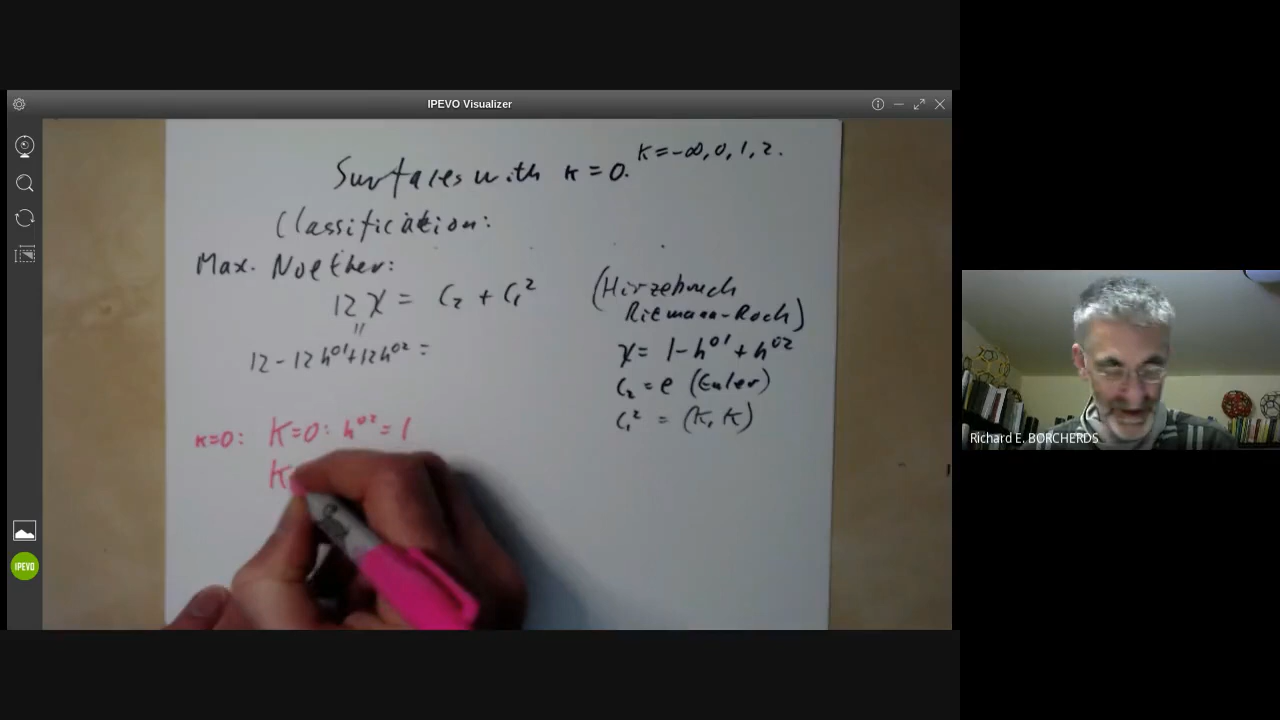 IPEVO Visualizer
Surfaces with κ = 0.
κ = -∞, 0, 1, 2.
Classification:
Max. Noether:
12 χ = C₂ + C₁²
(Hirzebruch
Riemann-Roch)
"
12 - 12 h⁰¹ + 12 h⁰² =
χ = 1 - h⁰¹ + h⁰²
C₂ = e (Euler)
C₁² = (K, K)
κ=0: K=0: h⁰² = 1
K
IPEVO
Richard E. BORCHERDS